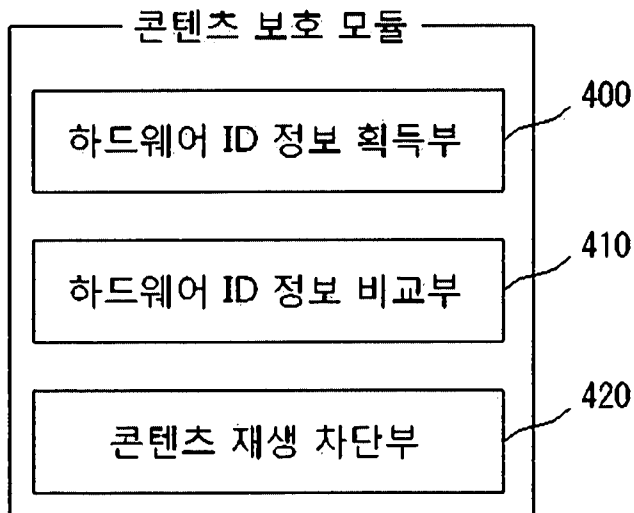 콘텐츠 보호 모듈
하드웨어 ID 정보 획득부
400
하드웨어 ID 정보 비교부
410
콘텐츠 재생 차단부
420